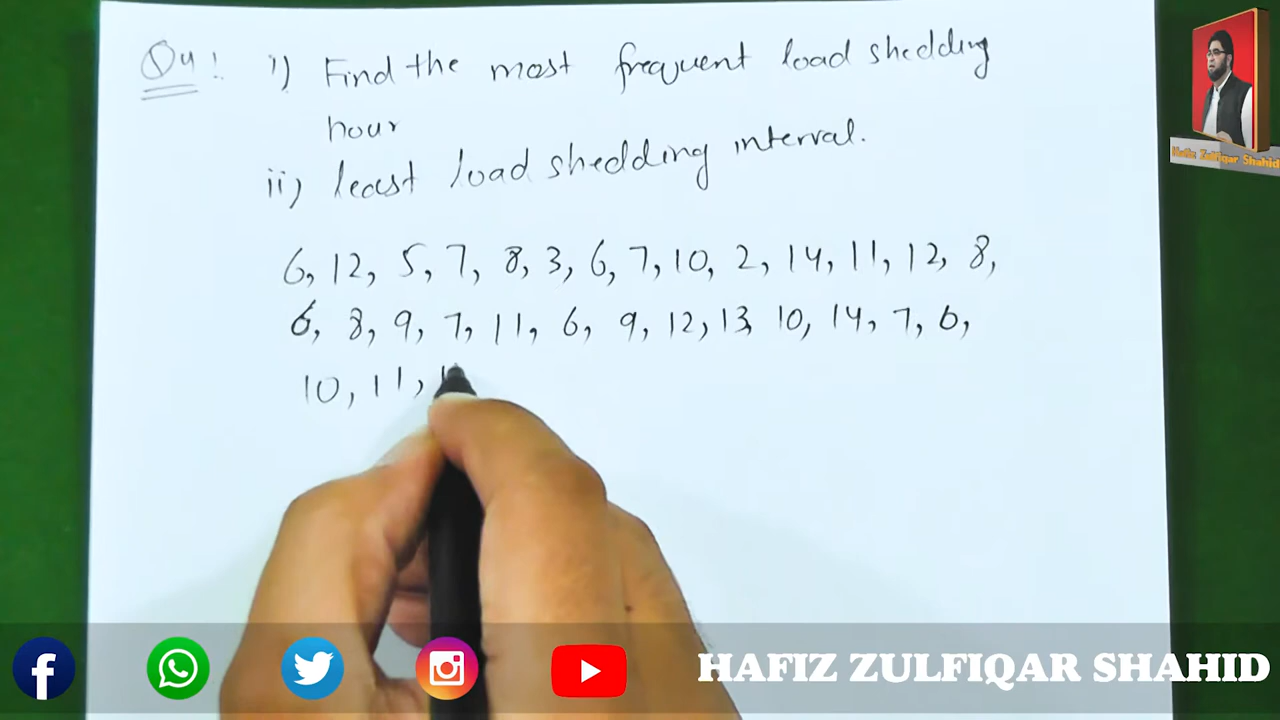 Q4: i) Find the most frequent load shedding
hour
ii) least load shedding interval.
6, 12, 5, 7, 8, 3, 6, 7, 10, 2, 14, 11, 12, 8,
6, 8, 9, 7, 11, 6, 9, 12, 13, 10, 14, 7, 6,
10, 11,
Hafiz Zulfiqar Shahid
HAFIZ ZULFIQAR SHAHID